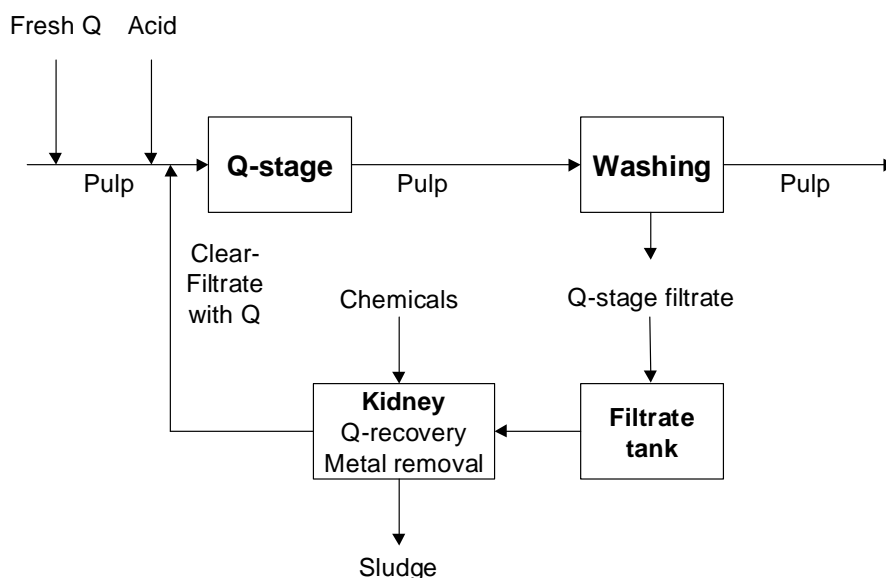 Fresh Q
Acid
Pulp
Q-stage
Pulp
Washing
Pulp
Clear-
Filtrate
with Q
Chemicals
Q-stage filtrate
Kidney
Q-recovery
Metal removal
Filtrate
tank
Sludge